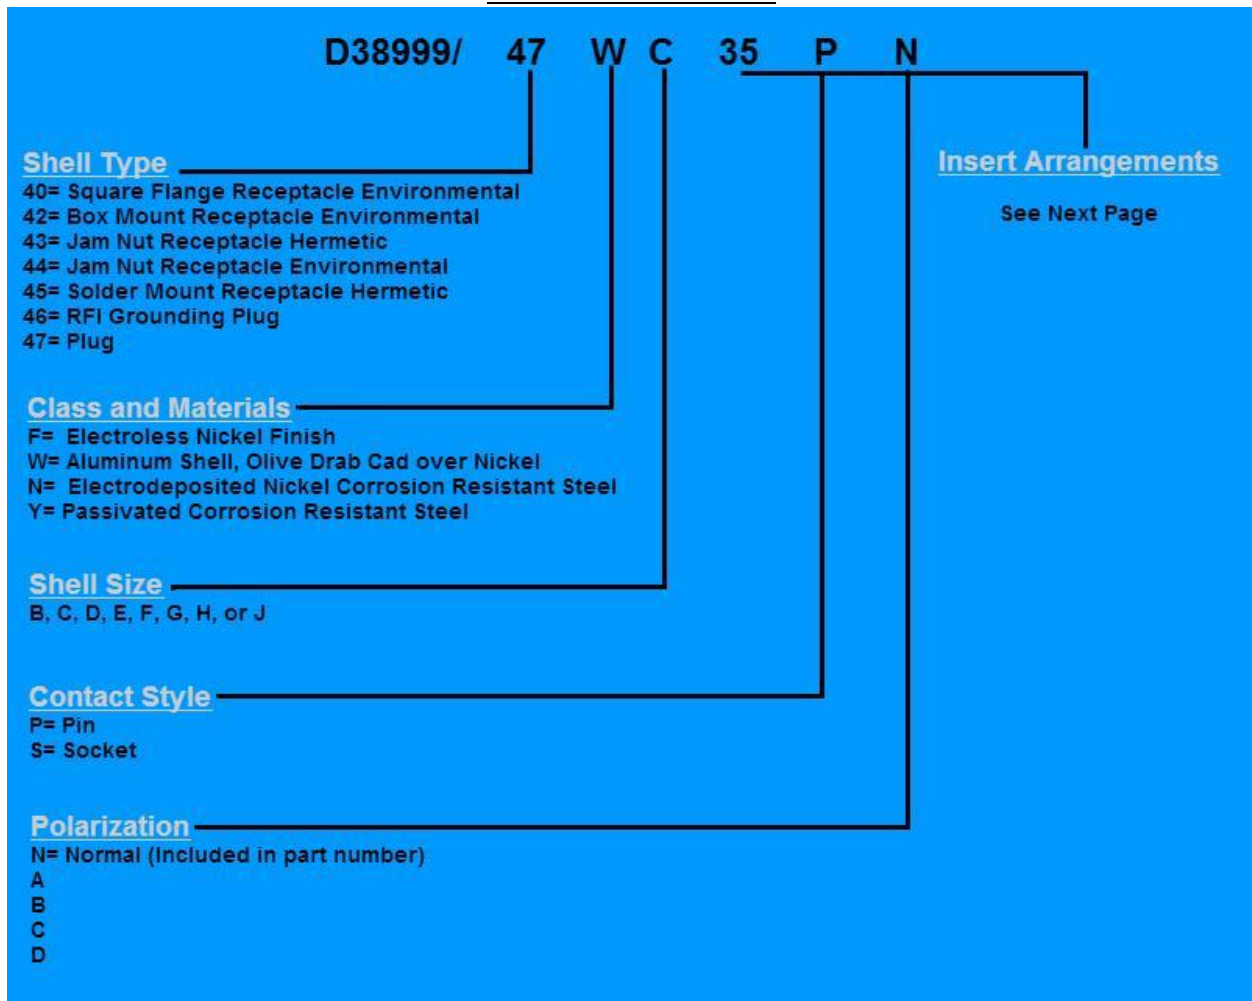 D38999/ 47 W C 35 P N
Shell Type
40= Square Flange Receptacle Environmental
42= Box Mount Receptacle Environmental
43= Jam Nut Receptacle Hermetic
44= Jam Nut Receptacle Environmental
45= Solder Mount Receptacle Hermetic
46= RFI Grounding Plug
47= Plug
Insert Arrangements
See Next Page
Class and Materials
F= Electroless Nickel Finish
W= Aluminum Shell, Olive Drab Cad over Nickel
N= Electrodeposited Nickel Corrosion Resistant Steel
Y= Passivated Corrosion Resistant Steel
Shell Size
B, C, D, E, F, G, H, or J
Contact Style
P= Pin
S= Socket
Polarization
N= Normal (Included in part number)
A
B
C
D